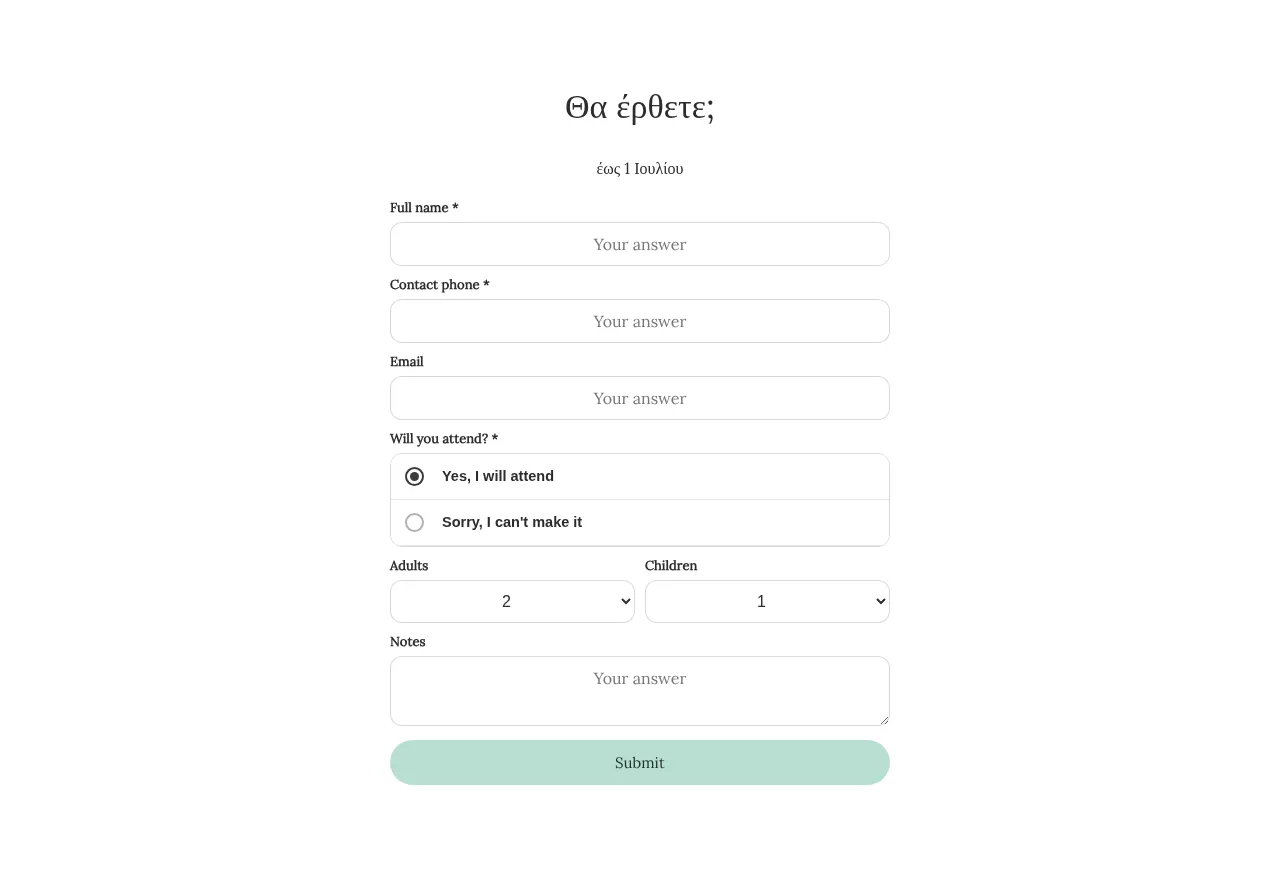 Θα έρθετε;
έως 1 Ιουλίου
Full name *
Your answer
Contact phone *
Your answer
Email
Your answer
Will you attend? *
Yes, I will attend
Sorry, I can't make it
Adults Children
2 1
Notes
Your answer
Submit